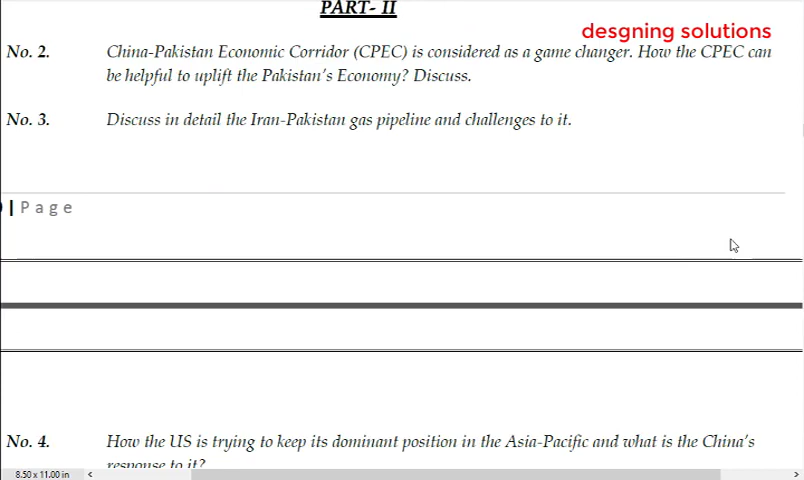 PART- II
desgning solutions
No. 2. China-Pakistan Economic Corridor (CPEC) is considered as a game changer. How the CPEC can
be helpful to uplift the Pakistan's Economy? Discuss.
No. 3. Discuss in detail the Iran-Pakistan gas pipeline and challenges to it.
| Page
No. 4. How the US is trying to keep its dominant position in the Asia-Pacific and what is the China's
response to it?
8.50 x 11.00 in